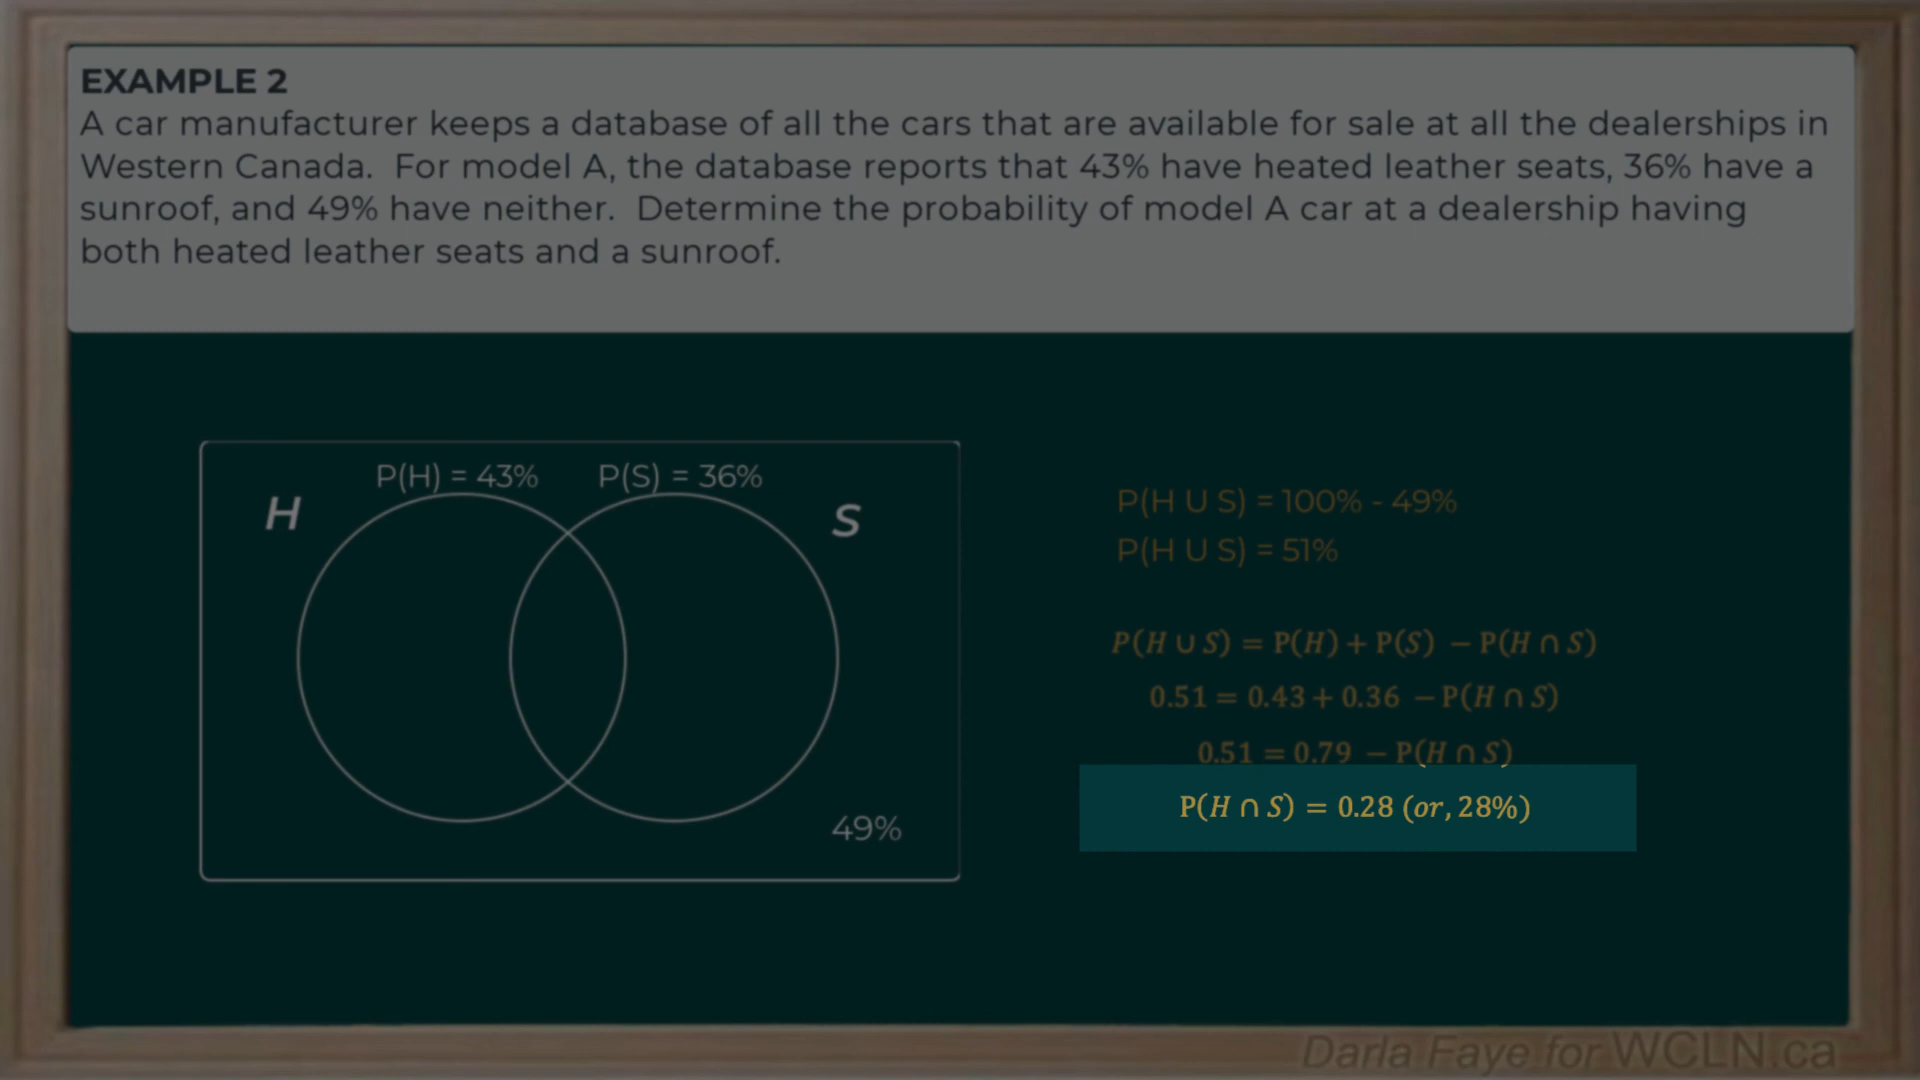 EXAMPLE 2
A car manufacturer keeps a database of all the cars that are available for sale at all the dealerships in
Western Canada. For model A, the database reports that 43% have heated leather seats, 36% have a
sunroof, and 49% have neither. Determine the probability of model A car at a dealership having
both heated leather seats and a sunroof.
P(H) = 43% P(S) = 36%
H S
49%
P(H U S) = 100% - 49%
P(H U S) = 51%
P(H ∪ S) = P(H) + P(S) − P(H ∩ S)
0.51 = 0.43 + 0.36 − P(H ∩ S)
0.51 = 0.79 − P(H ∩ S)
P(H ∩ S) = 0.28 (or, 28%)
Darla Faye for WCLN.ca